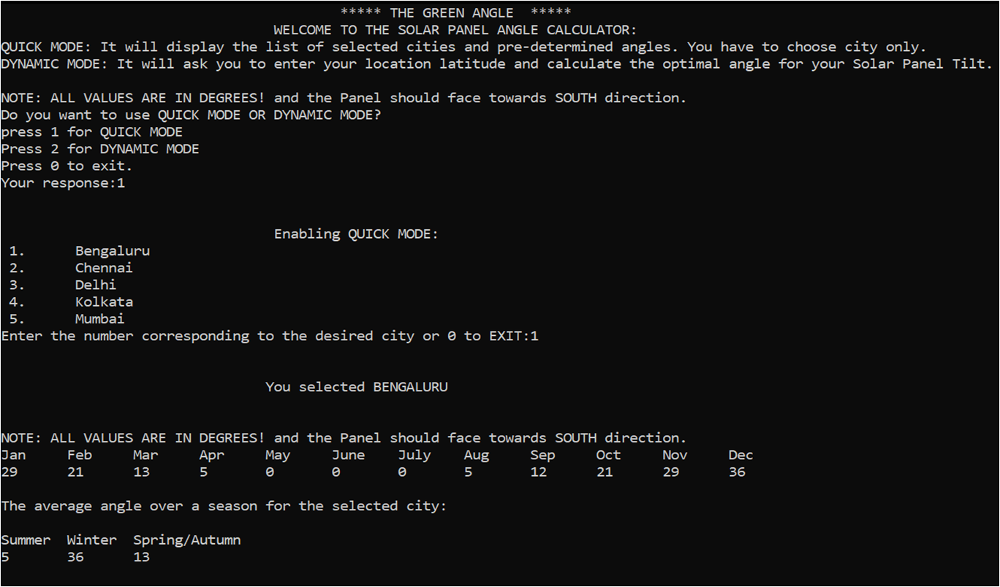 ***** THE GREEN ANGLE *****
WELCOME TO THE SOLAR PANEL ANGLE CALCULATOR:
QUICK MODE: It will display the list of selected cities and pre-determined angles. You have to choose city only.
DYNAMIC MODE: It will ask you to enter your location latitude and calculate the optimal angle for your Solar Panel Tilt.
NOTE: ALL VALUES ARE IN DEGREES! and the Panel should face towards SOUTH direction.
Do you want to use QUICK MODE OR DYNAMIC MODE?
press 1 for QUICK MODE
Press 2 for DYNAMIC MODE
Press 0 to exit.
Your response:1
Enabling QUICK MODE:
1. Bengaluru
2. Chennai
3. Delhi
4. Kolkata
5. Mumbai
Enter the number corresponding to the desired city or 0 to EXIT:1
You selected BENGALURU
NOTE: ALL VALUES ARE IN DEGREES! and the Panel should face towards SOUTH direction.
Jan Feb Mar Apr May June July Aug Sep Oct Nov Dec
29 21 13 5 0 0 0 5 12 21 29 36
The average angle over a season for the selected city:
Summer Winter Spring/Autumn
5 36 13